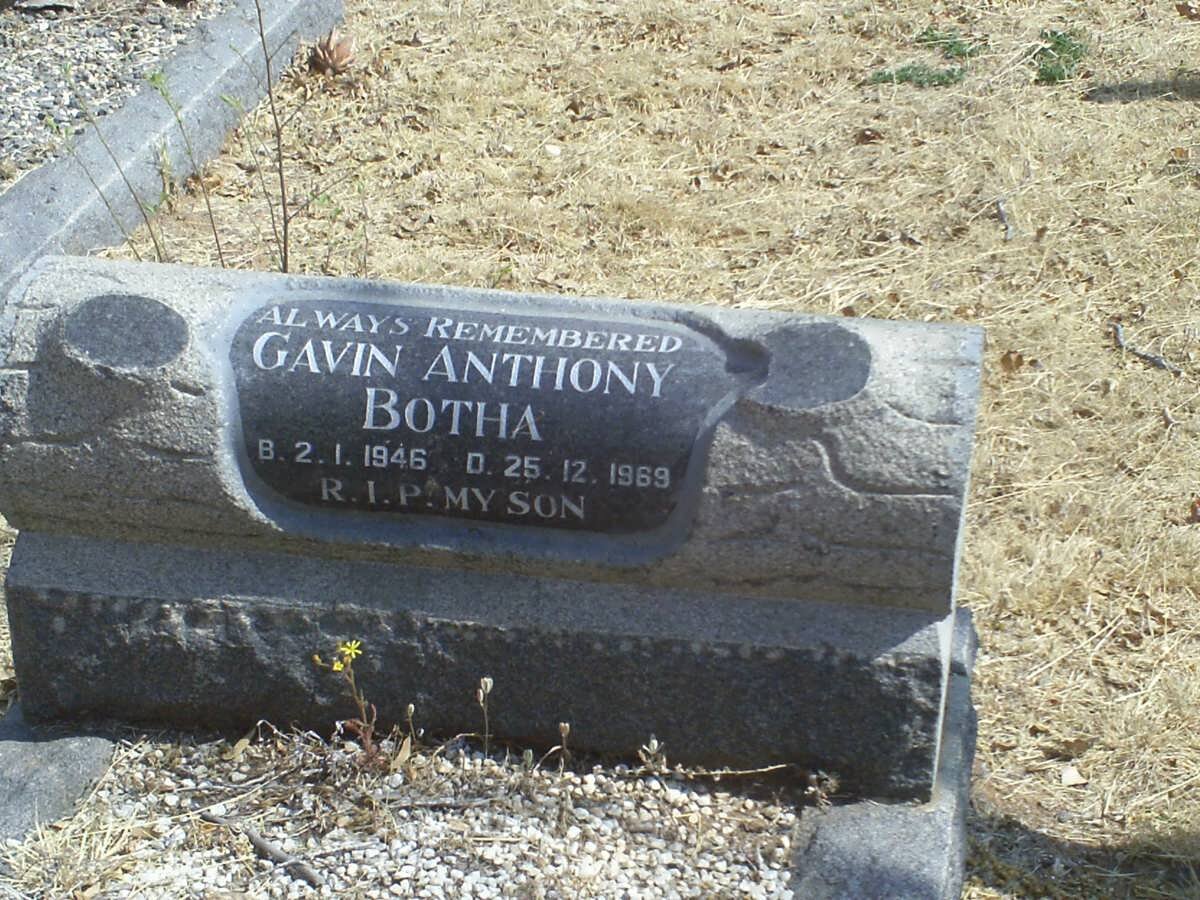 ALWAYS REMEMBERED
GAVIN ANTHONY
BOTHA
B. 2. 1. 1946 D. 25. 12. 1969
R. I. P. MY SON